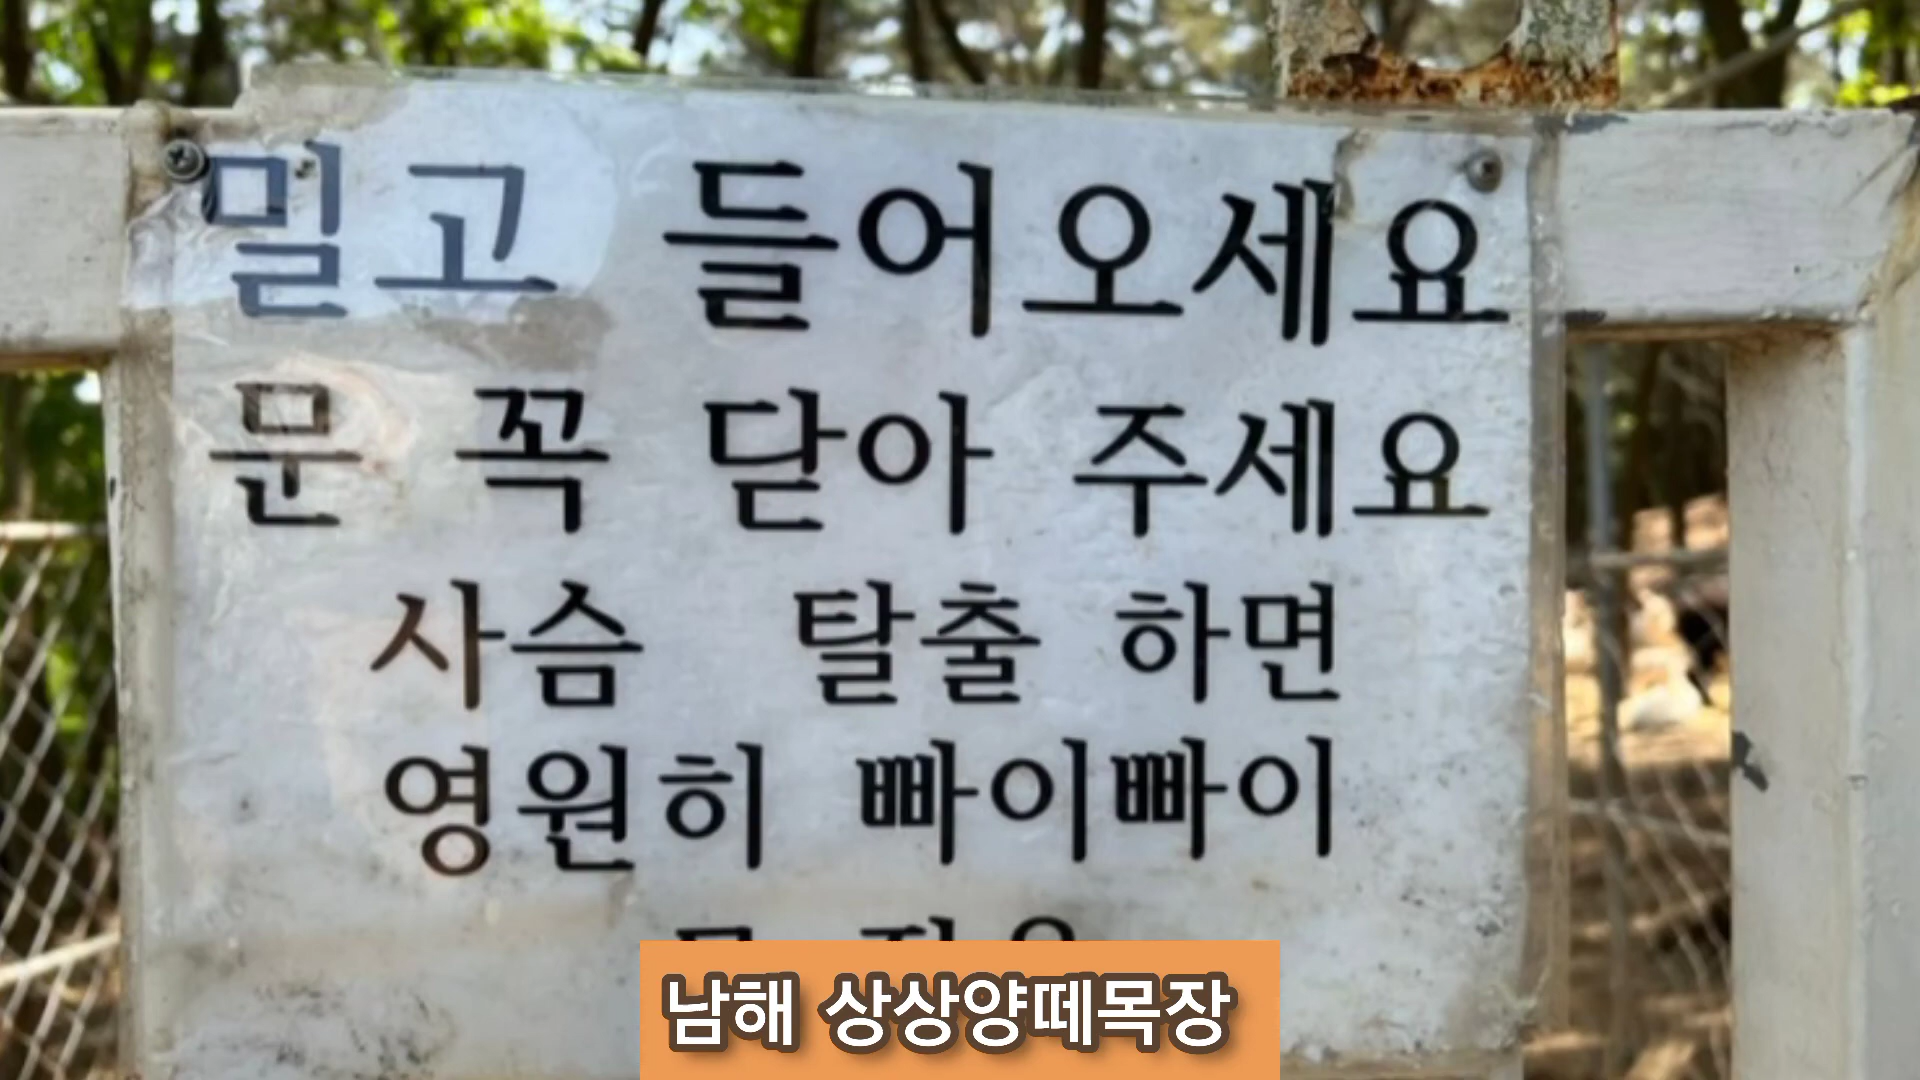 밀고 들어오세요
문 꼭 닫아 주세요
사슴 탈출 하면
영원히 빠이빠이
남해 상상양떼목장